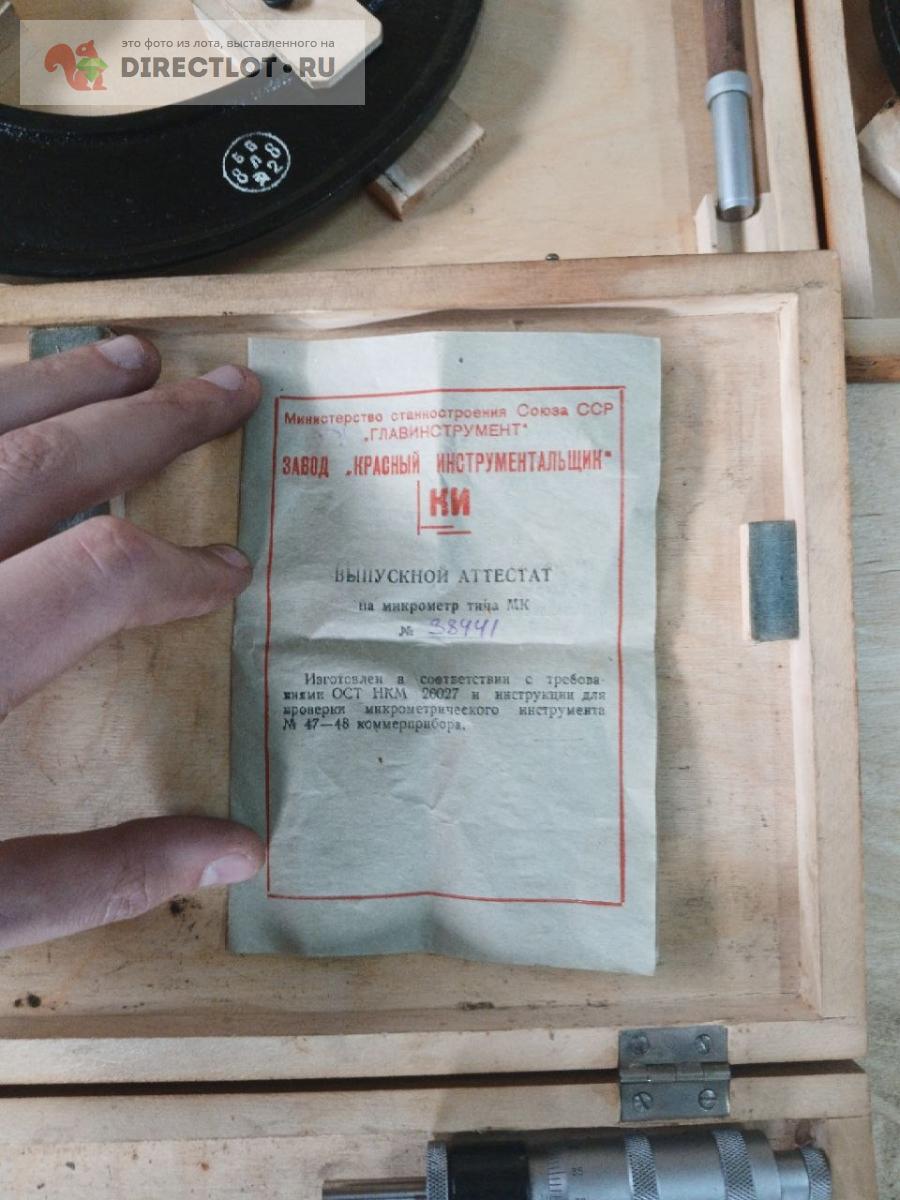 это фото из лота, выставленного на
DIRECTLOT.RU
Министерство станкостроения Союза ССР
„ГЛАВИНСТРУМЕНТ“
ЗАВОД „КРАСНЫЙ ИНСТРУМЕНТАЛЬЩИК“
КИ
ВЫПУСКНОЙ АТТЕСТАТ
на микрометр типа МК
№ 38941
Изготовлен в соответствии с требова-
ниями ОСТ НКМ 20027 и инструкции для
проверки микрометрического инструмента
№ 47—48 коммерприбора.